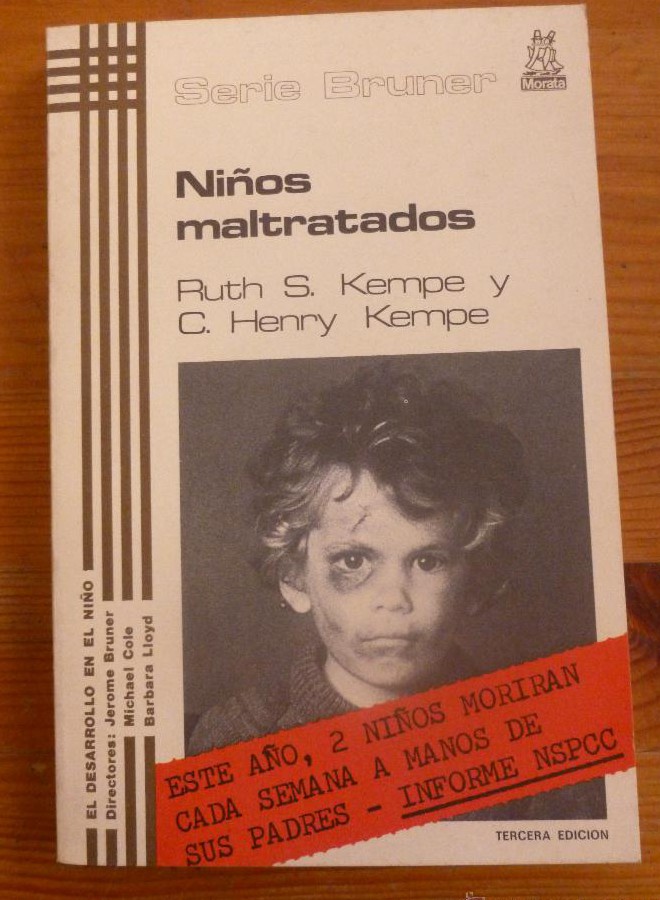 Serie Bruner
Morata
Niños
maltratados
Ruth S. Kempe y
C. Henry Kempe
EL DESARROLLO EN EL NIÑO
Directores: Jerome Bruner
Michael Cole
Barbara Lloyd
ESTE AÑO, 2 NIÑOS MORIRAN
CADA SEMANA A MANOS DE
SUS PADRES - INFORME NSPCC
TERCERA EDICION